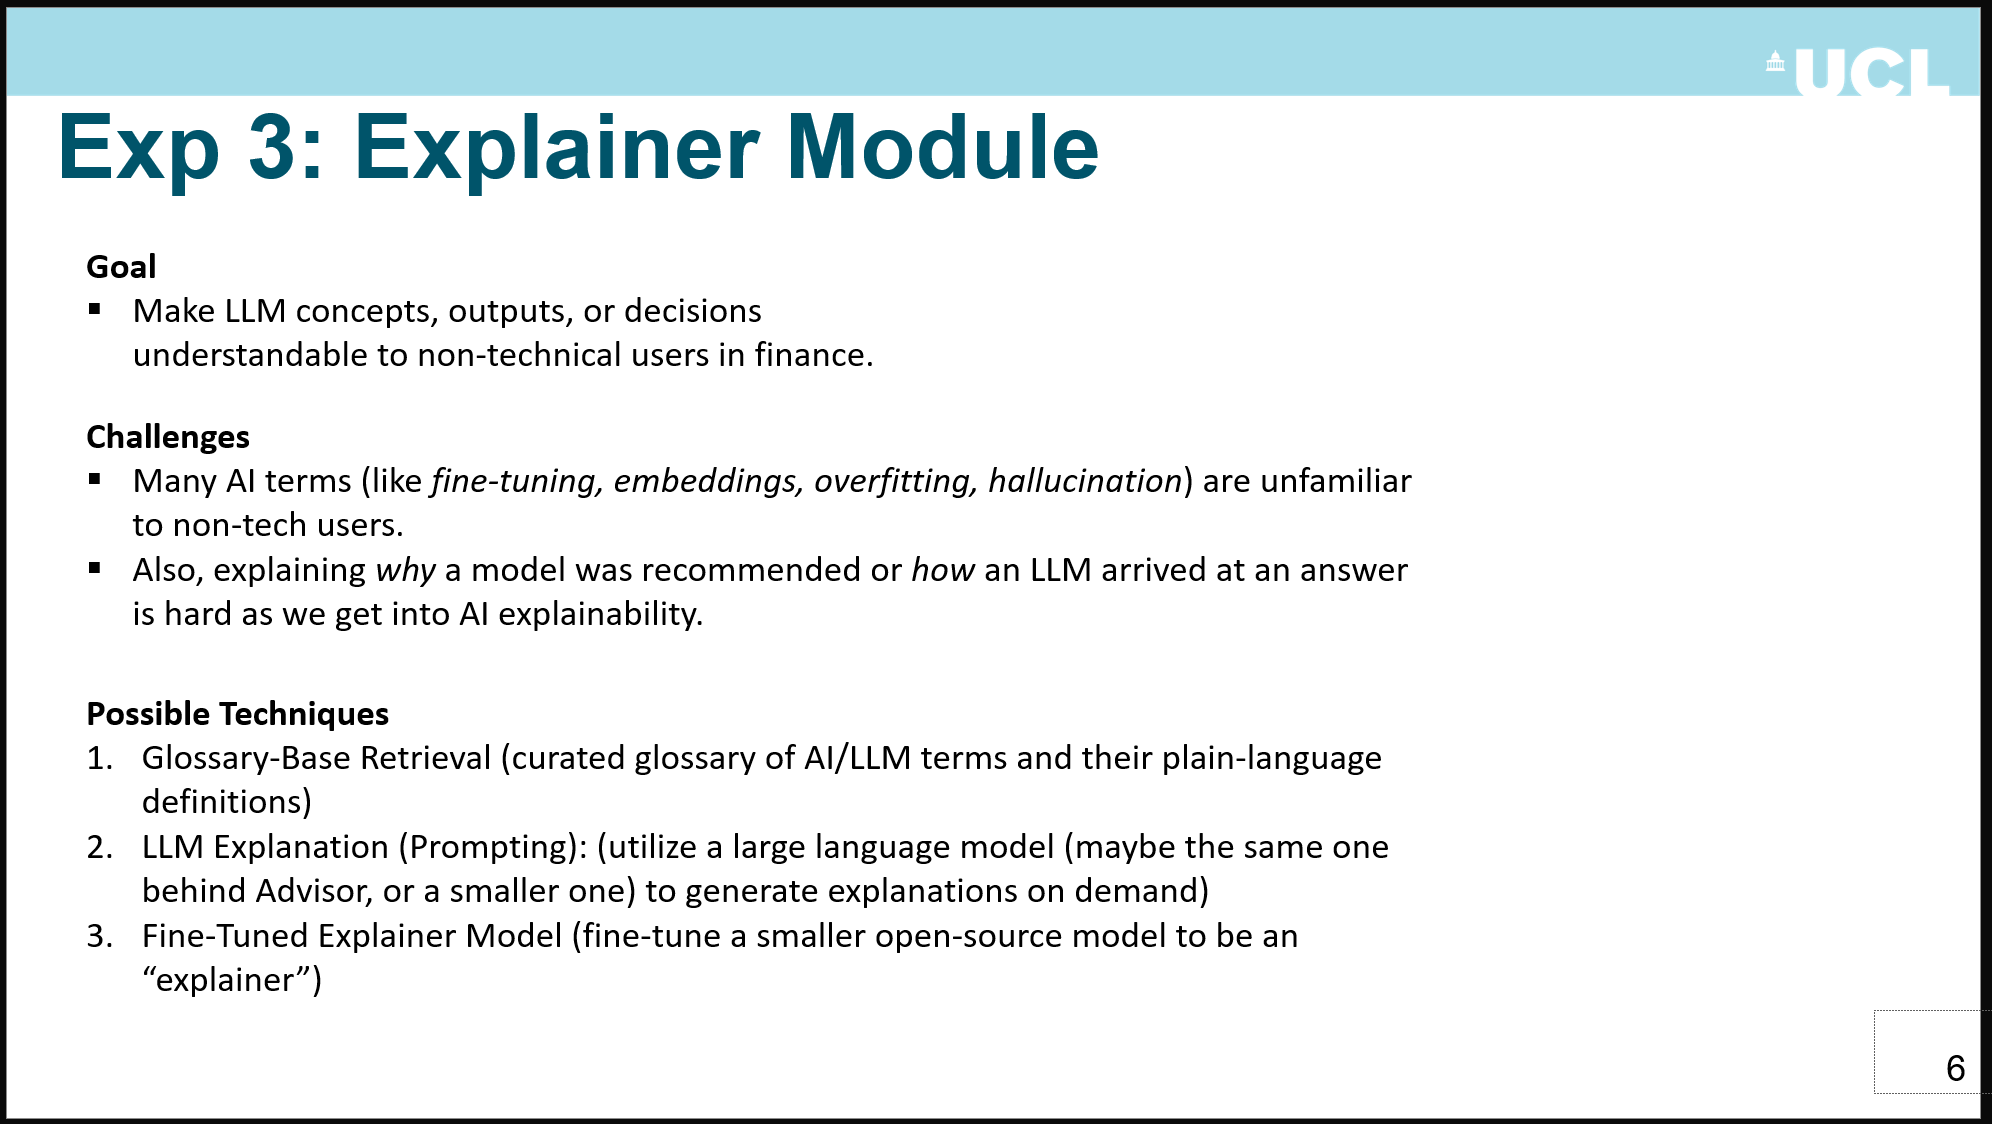 UCL
Exp 3: Explainer Module
Goal
▪ Make LLM concepts, outputs, or decisions
understandable to non-technical users in finance.
Challenges
▪ Many AI terms (like fine-tuning, embeddings, overfitting, hallucination) are unfamiliar
to non-tech users.
▪ Also, explaining why a model was recommended or how an LLM arrived at an answer
is hard as we get into AI explainability.
Possible Techniques
1. Glossary-Base Retrieval (curated glossary of AI/LLM terms and their plain-language
definitions)
2. LLM Explanation (Prompting): (utilize a large language model (maybe the same one
behind Advisor, or a smaller one) to generate explanations on demand)
3. Fine-Tuned Explainer Model (fine-tune a smaller open-source model to be an
“explainer”)
6